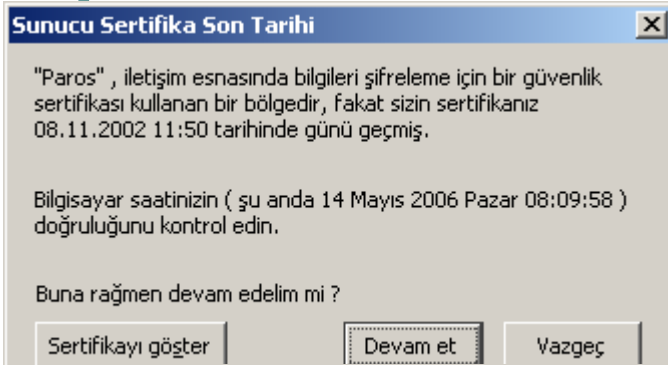 Sunucu Sertifika Son Tarihi
"Paros" , iletişim esnasında bilgileri şifreleme için bir güvenlik
sertifikası kullanan bir bölgedir, fakat sizin sertifikanız
08.11.2002 11:50 tarihinde günü geçmiş.
Bilgisayar saatinizin ( şu anda 14 Mayıs 2006 Pazar 08:09:58 )
doğruluğunu kontrol edin.
Buna rağmen devam edelim mi ?
Sertifikayı göster
Devam et
Vazgeç